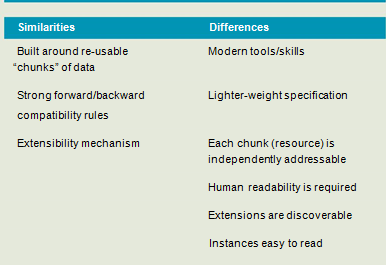 Similarities Differences
Built around re-usable Modern tools/skills
“chunks” of data
Strong forward/backward Lighter-weight specification
compatibility rules
Extensibility mechanism Each chunk (resource) is
independently addressable
Human readability is required
Extensions are discoverable
Instances easy to read